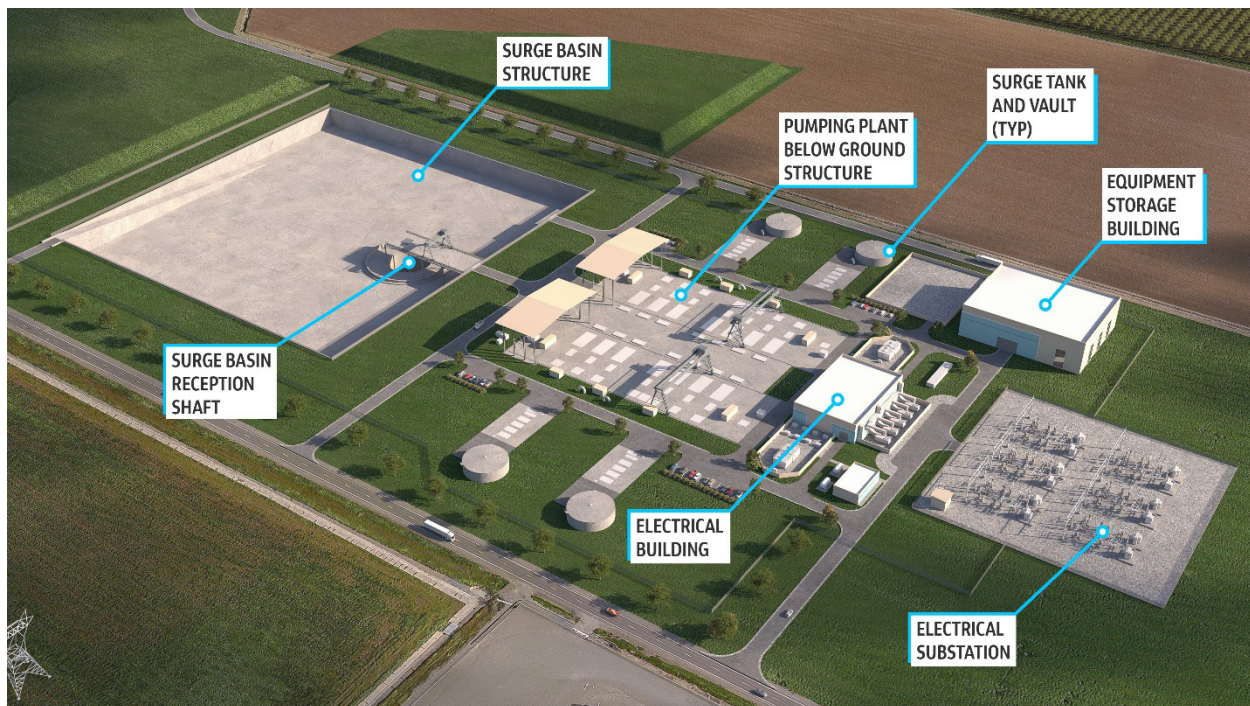 SURGE BASIN
STRUCTURE
SURGE TANK
AND VAULT
(TYP)
PUMPING PLANT
BELOW GROUND
STRUCTURE
EQUIPMENT
STORAGE
BUILDING
SURGE BASIN
RECEPTION
SHAFT
ELECTRICAL
BUILDING
ELECTRICAL
SUBSTATION